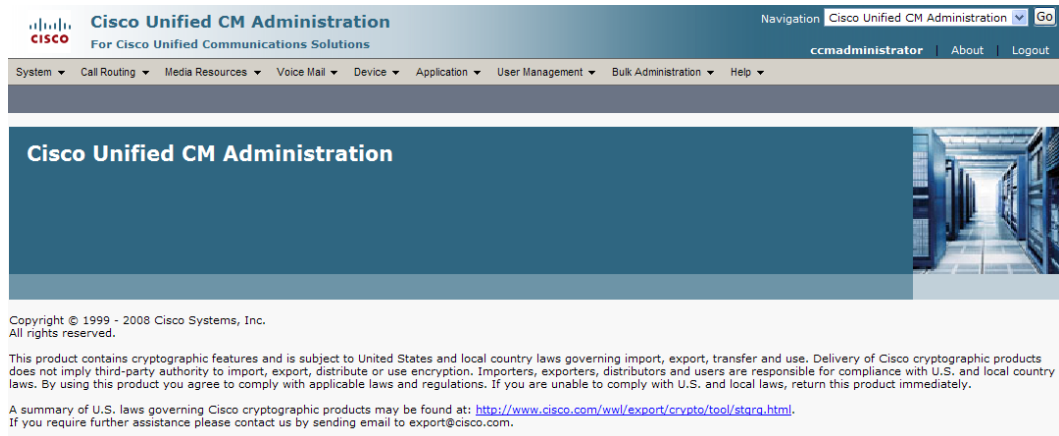 Cisco Unified CM Administration
For Cisco Unified Communications Solutions
CISCO
Navigation Cisco Unified CM Administration Go
ccmadministrator | About | Logout
System Call Routing Media Resources Voice Mail Device Application User Management Bulk Administration Help
Cisco Unified CM Administration
Copyright © 1999 - 2008 Cisco Systems, Inc.
All rights reserved.
This product contains cryptographic features and is subject to United States and local country laws governing import, export, transfer and use. Delivery of Cisco cryptographic products
does not imply third-party authority to import, export, distribute or use encryption. Importers, exporters, distributors and users are responsible for compliance with U.S. and local country
laws. By using this product you agree to comply with applicable laws and regulations. If you are unable to comply with U.S. and local laws, return this product immediately.
A summary of U.S. laws governing Cisco cryptographic products may be found at: http://www.cisco.com/wwl/export/crypto/tool/stqrg.html.
If you require further assistance please contact us by sending email to export@cisco.com.